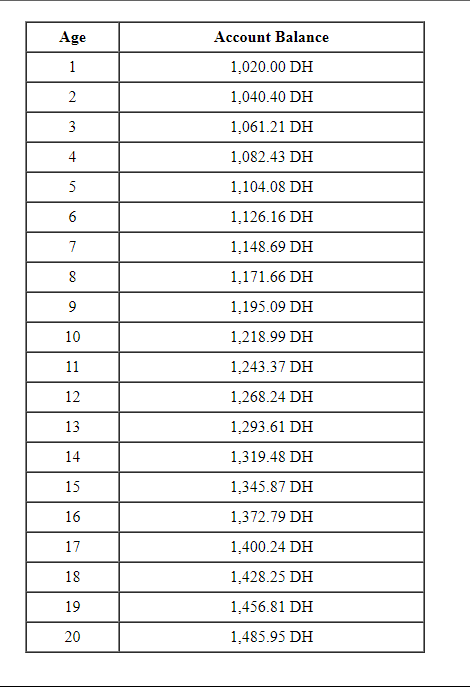 Age Account Balance
1 1,020.00 DH
2 1,040.40 DH
3 1,061.21 DH
4 1,082.43 DH
5 1,104.08 DH
6 1,126.16 DH
7 1,148.69 DH
8 1,171.66 DH
9 1,195.09 DH
10 1,218.99 DH
11 1,243.37 DH
12 1,268.24 DH
13 1,293.61 DH
14 1,319.48 DH
15 1,345.87 DH
16 1,372.79 DH
17 1,400.24 DH
18 1,428.25 DH
19 1,456.81 DH
20 1,485.95 DH